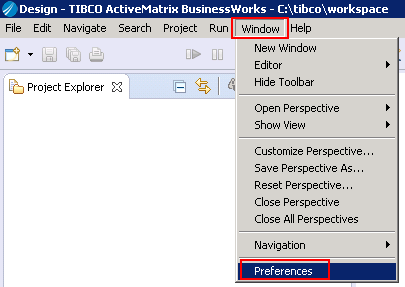 Design - TIBCO ActiveMatrix BusinessWorks - C:\tibco\workspace
File Edit Navigate Search Project Run Window Help
Project Explorer
New Window
Editor
Hide Toolbar
Open Perspective
Show View
Customize Perspective...
Save Perspective As...
Reset Perspective...
Close Perspective
Close All Perspectives
Navigation
Preferences